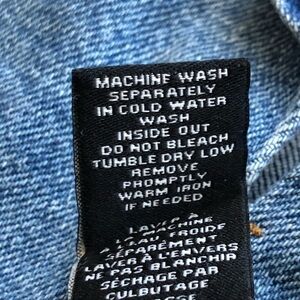 MACHINE WASH
SEPARATELY
IN COLD WATER
WASH
INSIDE OUT
DO NOT BLEACH
TUMBLE DRY LOW
REMOVE
PROMPTLY
WARM IRON
IF NEEDED
LAVER À
LA MACHINE
À L'EAU FROIDE
SÉPARÉMENT
LAVER À L'ENVERS
NE PAS BLANCHIR
SÉCHAGE PAR
CULBUTAGE